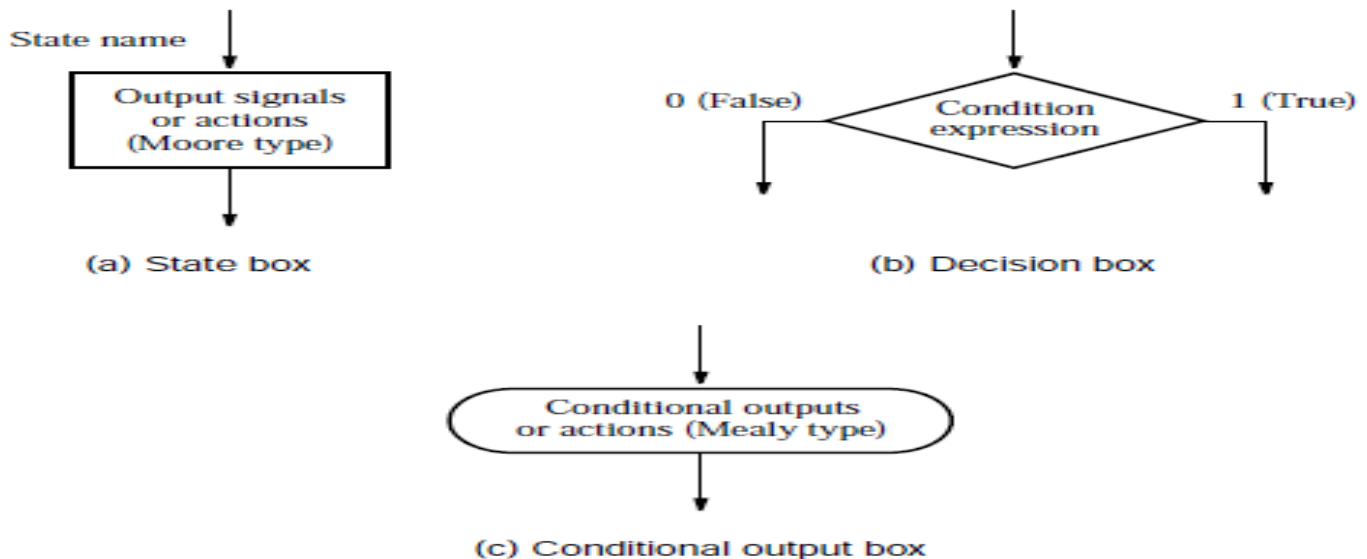 State name
Output signals
or actions
(Moore type)
(a) State box
0 (False)
Condition
expression
1 (True)
(b) Decision box
Conditional outputs
or actions (Mealy type)
(c) Conditional output box